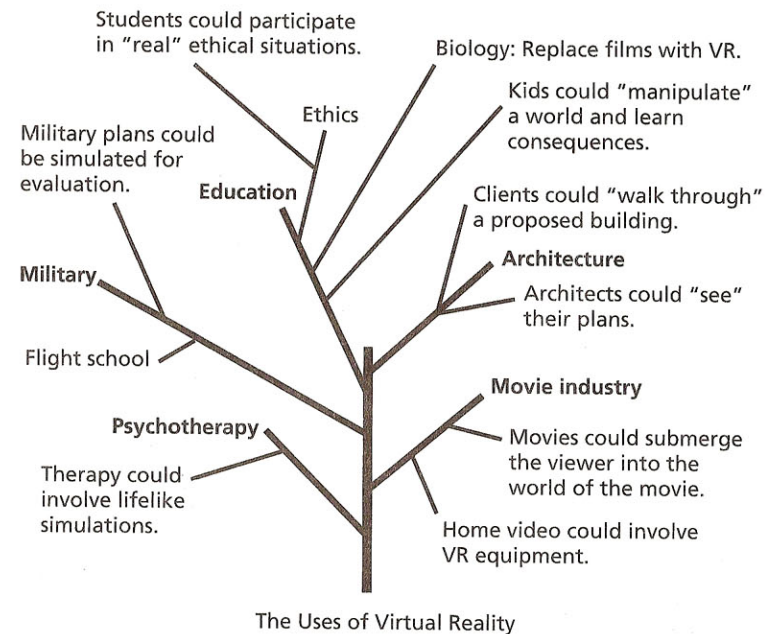 Students could participate
in "real" ethical situations.
Biology: Replace films with VR.
Kids could "manipulate"
a world and learn
consequences.
Ethics
Military plans could
be simulated for
evaluation.
Education
Clients could "walk through"
a proposed building.
Architecture
Military
Architects could "see"
their plans.
Flight school
Movie industry
Psychotherapy
Movies could submerge
the viewer into the
world of the movie.
Therapy could
involve lifelike
simulations.
Home video could involve
VR equipment.
The Uses of Virtual Reality